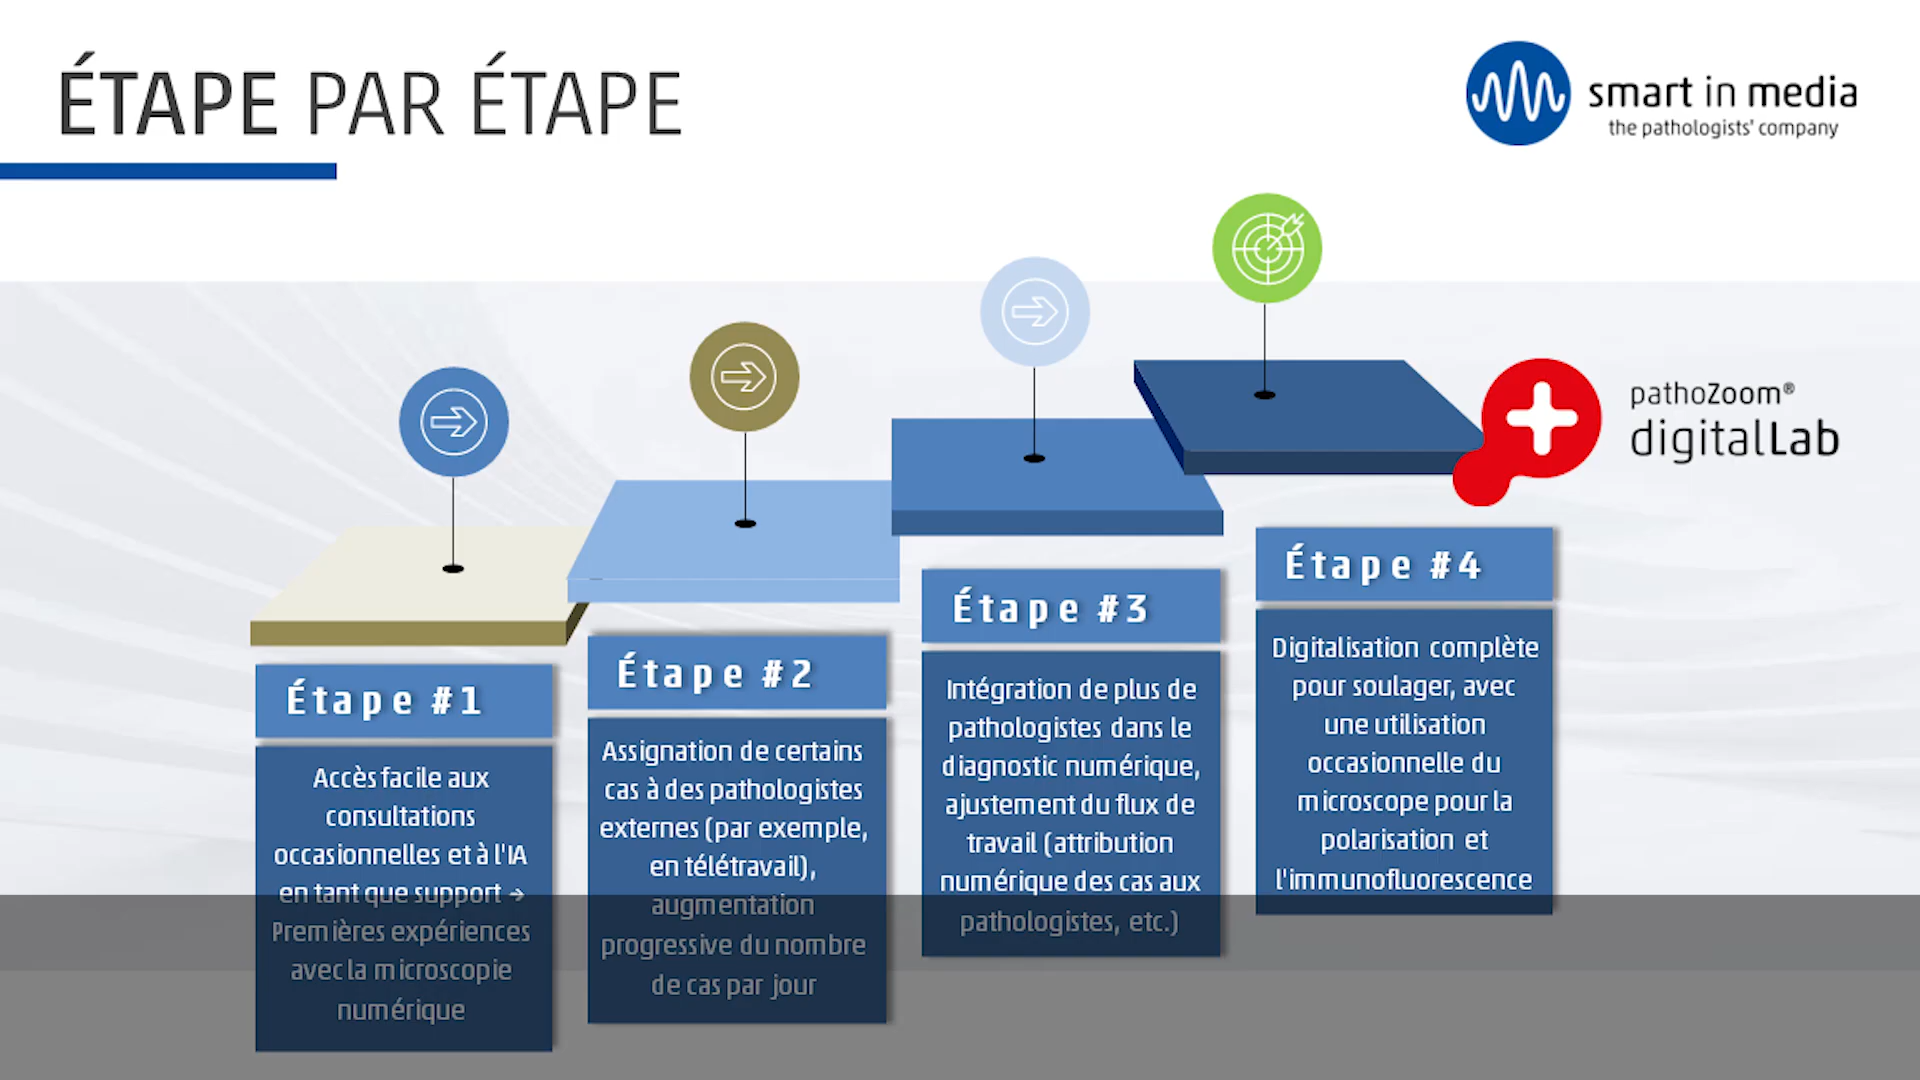 ÉTAPE PAR ÉTAPE
smart in media
the pathologists' company
pathoZoom®
digitalLab
Étape #1
Accès facile aux
consultations
occasionnelles et à l'IA
en tant que support →
Premières expériences
avec la microscopie
numérique
Étape #2
Assignation de certains
cas à des pathologistes
externes (par exemple,
en télétravail),
augmentation
progressive du nombre
de cas par jour
Étape #3
Intégration de plus de
pathologistes dans le
diagnostic numérique,
ajustement du flux de
travail (attribution
numérique des cas aux
pathologistes, etc.)
Étape #4
Digitalisation complète
pour soulager, avec
une utilisation
occasionnelle du
microscope pour la
polarisation et
l'immunofluorescence